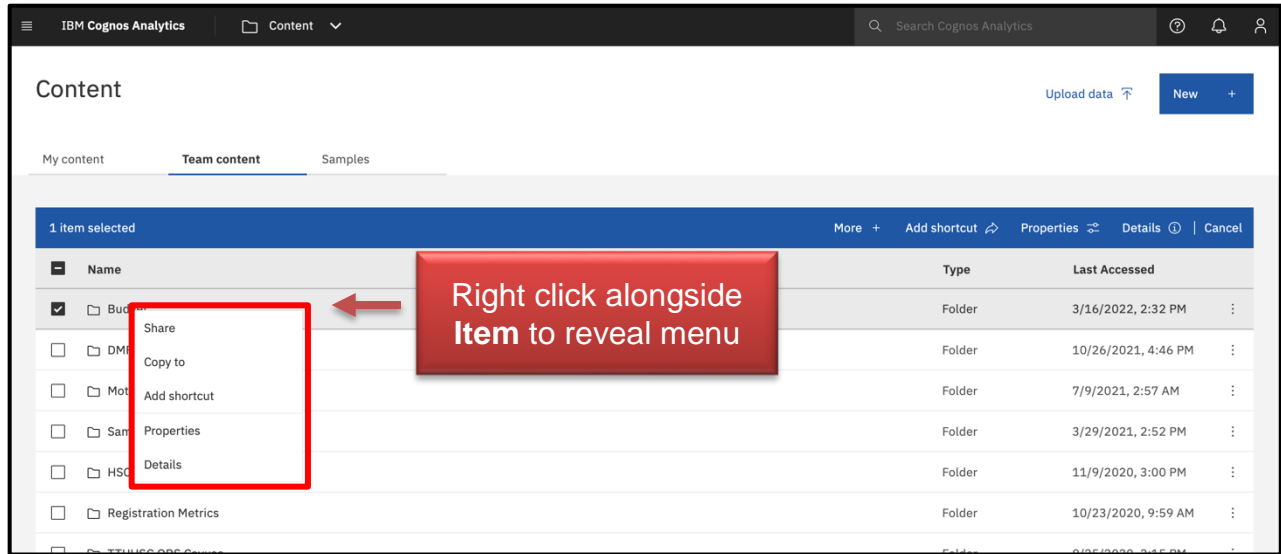 IBM Cognos Analytics Content Search Cognos Analytics
Content
Upload data New +
My content Team content Samples
1 item selected More + Add shortcut Properties Details | Cancel
Name Type Last Accessed
Folder 3/16/2022, 2:32 PM
Folder 10/26/2021, 4:46 PM
Folder 7/9/2021, 2:57 AM
Folder 3/29/2021, 2:52 PM
Folder 11/9/2020, 3:00 PM
Registration Metrics Folder 10/23/2020, 9:59 AM
Share
Copy to
Add shortcut
Properties
Details
Right click alongside
Item to reveal menu